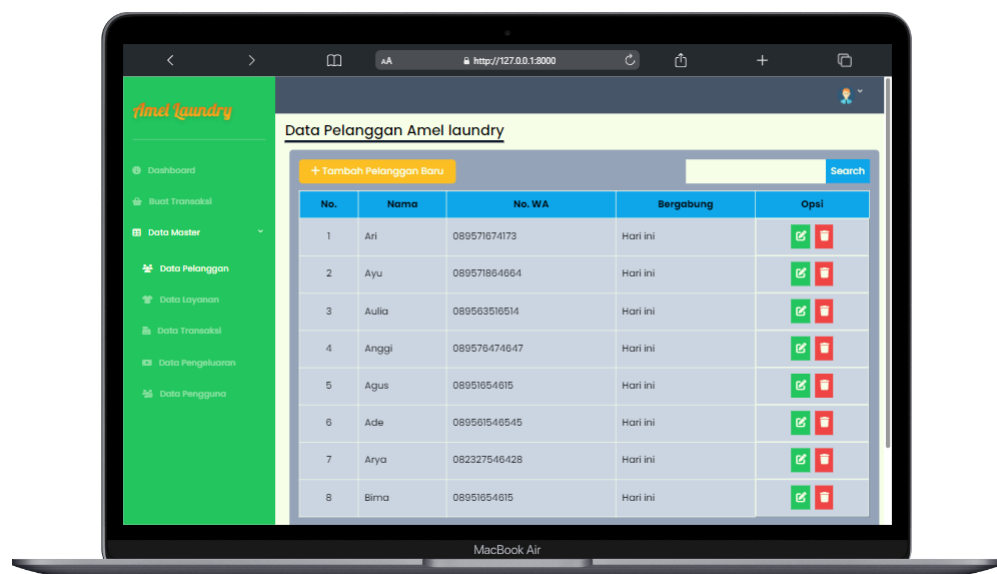 AA
http://127.0.0.1:8000
Amel Laundry
Data Pelanggan Amel laundry
Dashboard
Buat Transaksi
Data Master
Data Pelanggan
Data Layanan
Data Transaksi
Data Pengeluaran
Data Pengguna
+ Tambah Pelanggan Baru
Search
No. Nama No. WA Bergabung Opsi
1 Ari 089571674173 Hari ini
2 Ayu 089571864664 Hari ini
3 Aulia 089563516514 Hari ini
4 Anggi 089576474647 Hari ini
5 Agus 08951654615 Hari ini
6 Ade 089561546545 Hari ini
7 Arya 082327546428 Hari ini
8 Bima 08951654615 Hari ini
MacBook Air